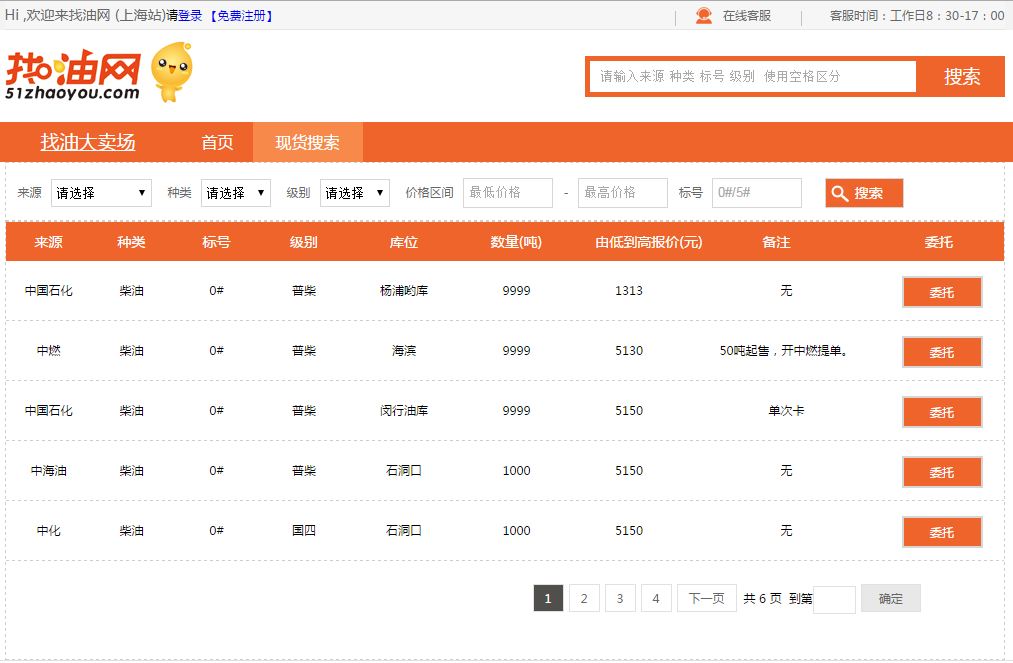 Hi ,欢迎来找油网 (上海站)请登录 【免费注册】 在线客服 客服时间：工作日8：30-17：00
找油网
51zhaoyou.com
请输入来源 种类 标号 级别 使用空格区分 搜索
找油大卖场 首页 现货搜索
来源 请选择 种类 请选择 级别 请选择 价格区间 最低价格 - 最高价格 标号 0#/5# 搜索
来源 种类 标号 级别 库位 数量(吨) 由低到高报价(元) 备注 委托
中国石化 柴油 0# 普柴 杨浦哟库 9999 1313 无 委托
中燃 柴油 0# 普柴 海滨 9999 5130 50吨起售，开中燃提单。 委托
中国石化 柴油 0# 普柴 闵行油库 9999 5150 单次卡 委托
中海油 柴油 0# 普柴 石洞口 1000 5150 无 委托
中化 柴油 0# 国四 石洞口 1000 5150 无 委托
1 2 3 4 下一页 共 6 页 到第 确定